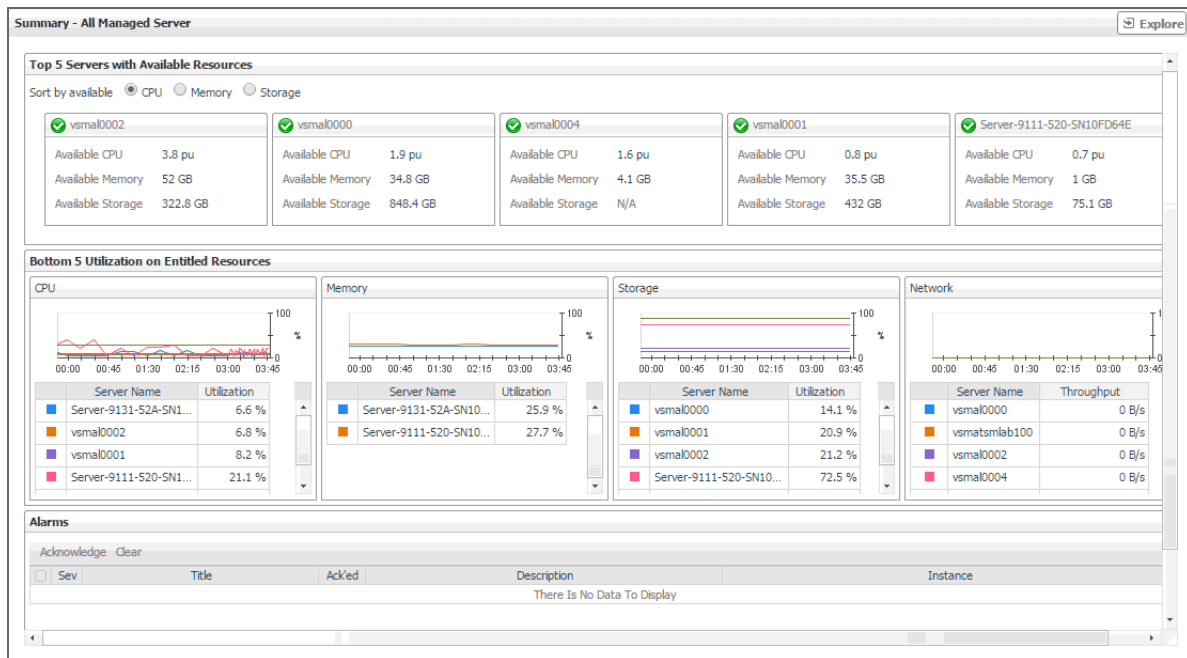 Summary - All Managed Server
Explore
Top 5 Servers with Available Resources
Sort by available CPU Memory Storage
vsmal0002 vsmal0000 vsmal0004 vsmal0001 Server-9111-520-SN10FD64E
Available CPU 3.8 pu Available CPU 1.9 pu Available CPU 1.6 pu Available CPU 0.8 pu Available CPU 0.7 pu
Available Memory 52 GB Available Memory 34.8 GB Available Memory 4.1 GB Available Memory 35.5 GB Available Memory 1 GB
Available Storage 322.8 GB Available Storage 848.4 GB Available Storage N/A Available Storage 432 GB Available Storage 75.1 GB
Bottom 5 Utilization on Entitled Resources
CPU Memory Storage Network
100 100 100 1
% % %
0 0 0 0
00:00 00:45 01:30 02:15 03:00 03:45 00:00 00:45 01:30 02:15 03:00 03:45 00:00 00:45 01:30 02:15 03:00 03:45 00:00 00:45 01:30 02:15 03:00 03:45
Server Name Utilization Server Name Utilization Server Name Utilization Server Name Throughput
Server-9131-52A-SN1... 6.6 % Server-9131-52A-SN10... 25.9 % vsmal0000 14.1 % vsmal0000 0 B/s
vsmal0002 6.8 % Server-9111-520-SN10... 27.7 % vsmal0001 20.9 % vsmatsmlab100 0 B/s
vsmal0001 8.2 % vsmal0002 21.2 % vsmal0002 0 B/s
Server-9111-520-SN1... 21.1 % Server-9111-520-SN10... 72.5 % vsmal0004 0 B/s
Alarms
Acknowledge Clear
Sev Title Ack'ed Description Instance
There Is No Data To Display